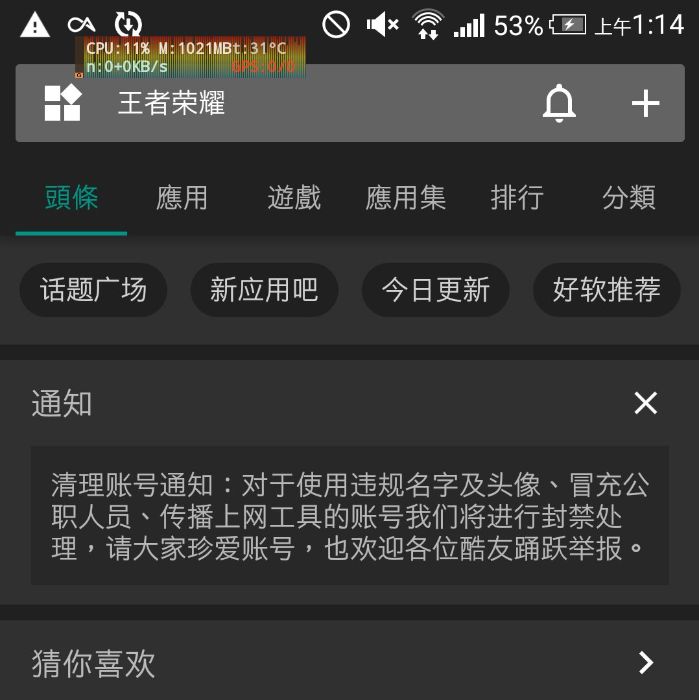 53% 上午1:14
CPU:11% M:1021MBt:31°C
n:0+0KB/s GPS:0/0
王者荣耀
頭條 應用 遊戲 應用集 排行 分類
话题广场 新应用吧 今日更新 好软推荐
通知
清理账号通知：对于使用违规名字及头像、冒充公
职人员、传播上网工具的账号我们将进行封禁处
理，请大家珍爱账号，也欢迎各位酷友踊跃举报。
猜你喜欢